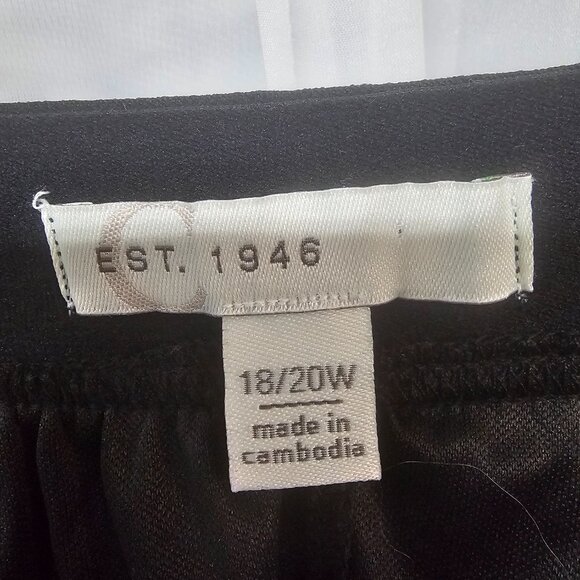 C
EST. 1946
18/20W
made in
cambodia